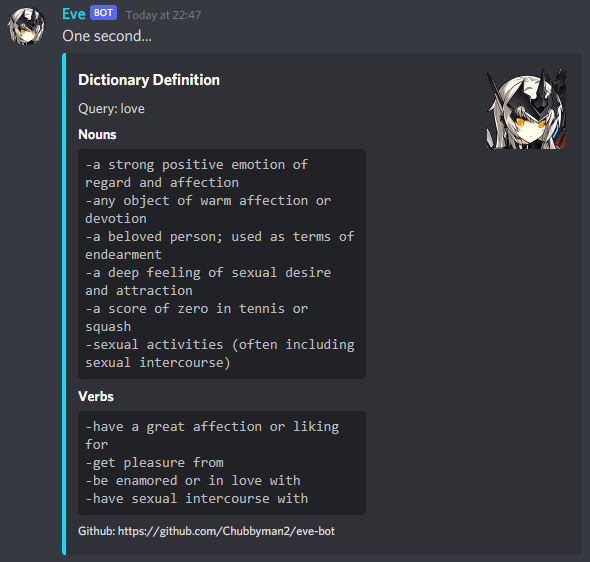 Eve BOT Today at 22:47
One second...
Dictionary Definition
Query: love
Nouns
-a strong positive emotion of
regard and affection
-any object of warm affection or
devotion
-a beloved person; used as terms of
endearment
-a deep feeling of sexual desire
and attraction
-a score of zero in tennis or
squash
-sexual activities (often including
sexual intercourse)
Verbs
-have a great affection or liking
for
-get pleasure from
-be enamored or in love with
-have sexual intercourse with
Github: https://github.com/Chubbyman2/eve-bot